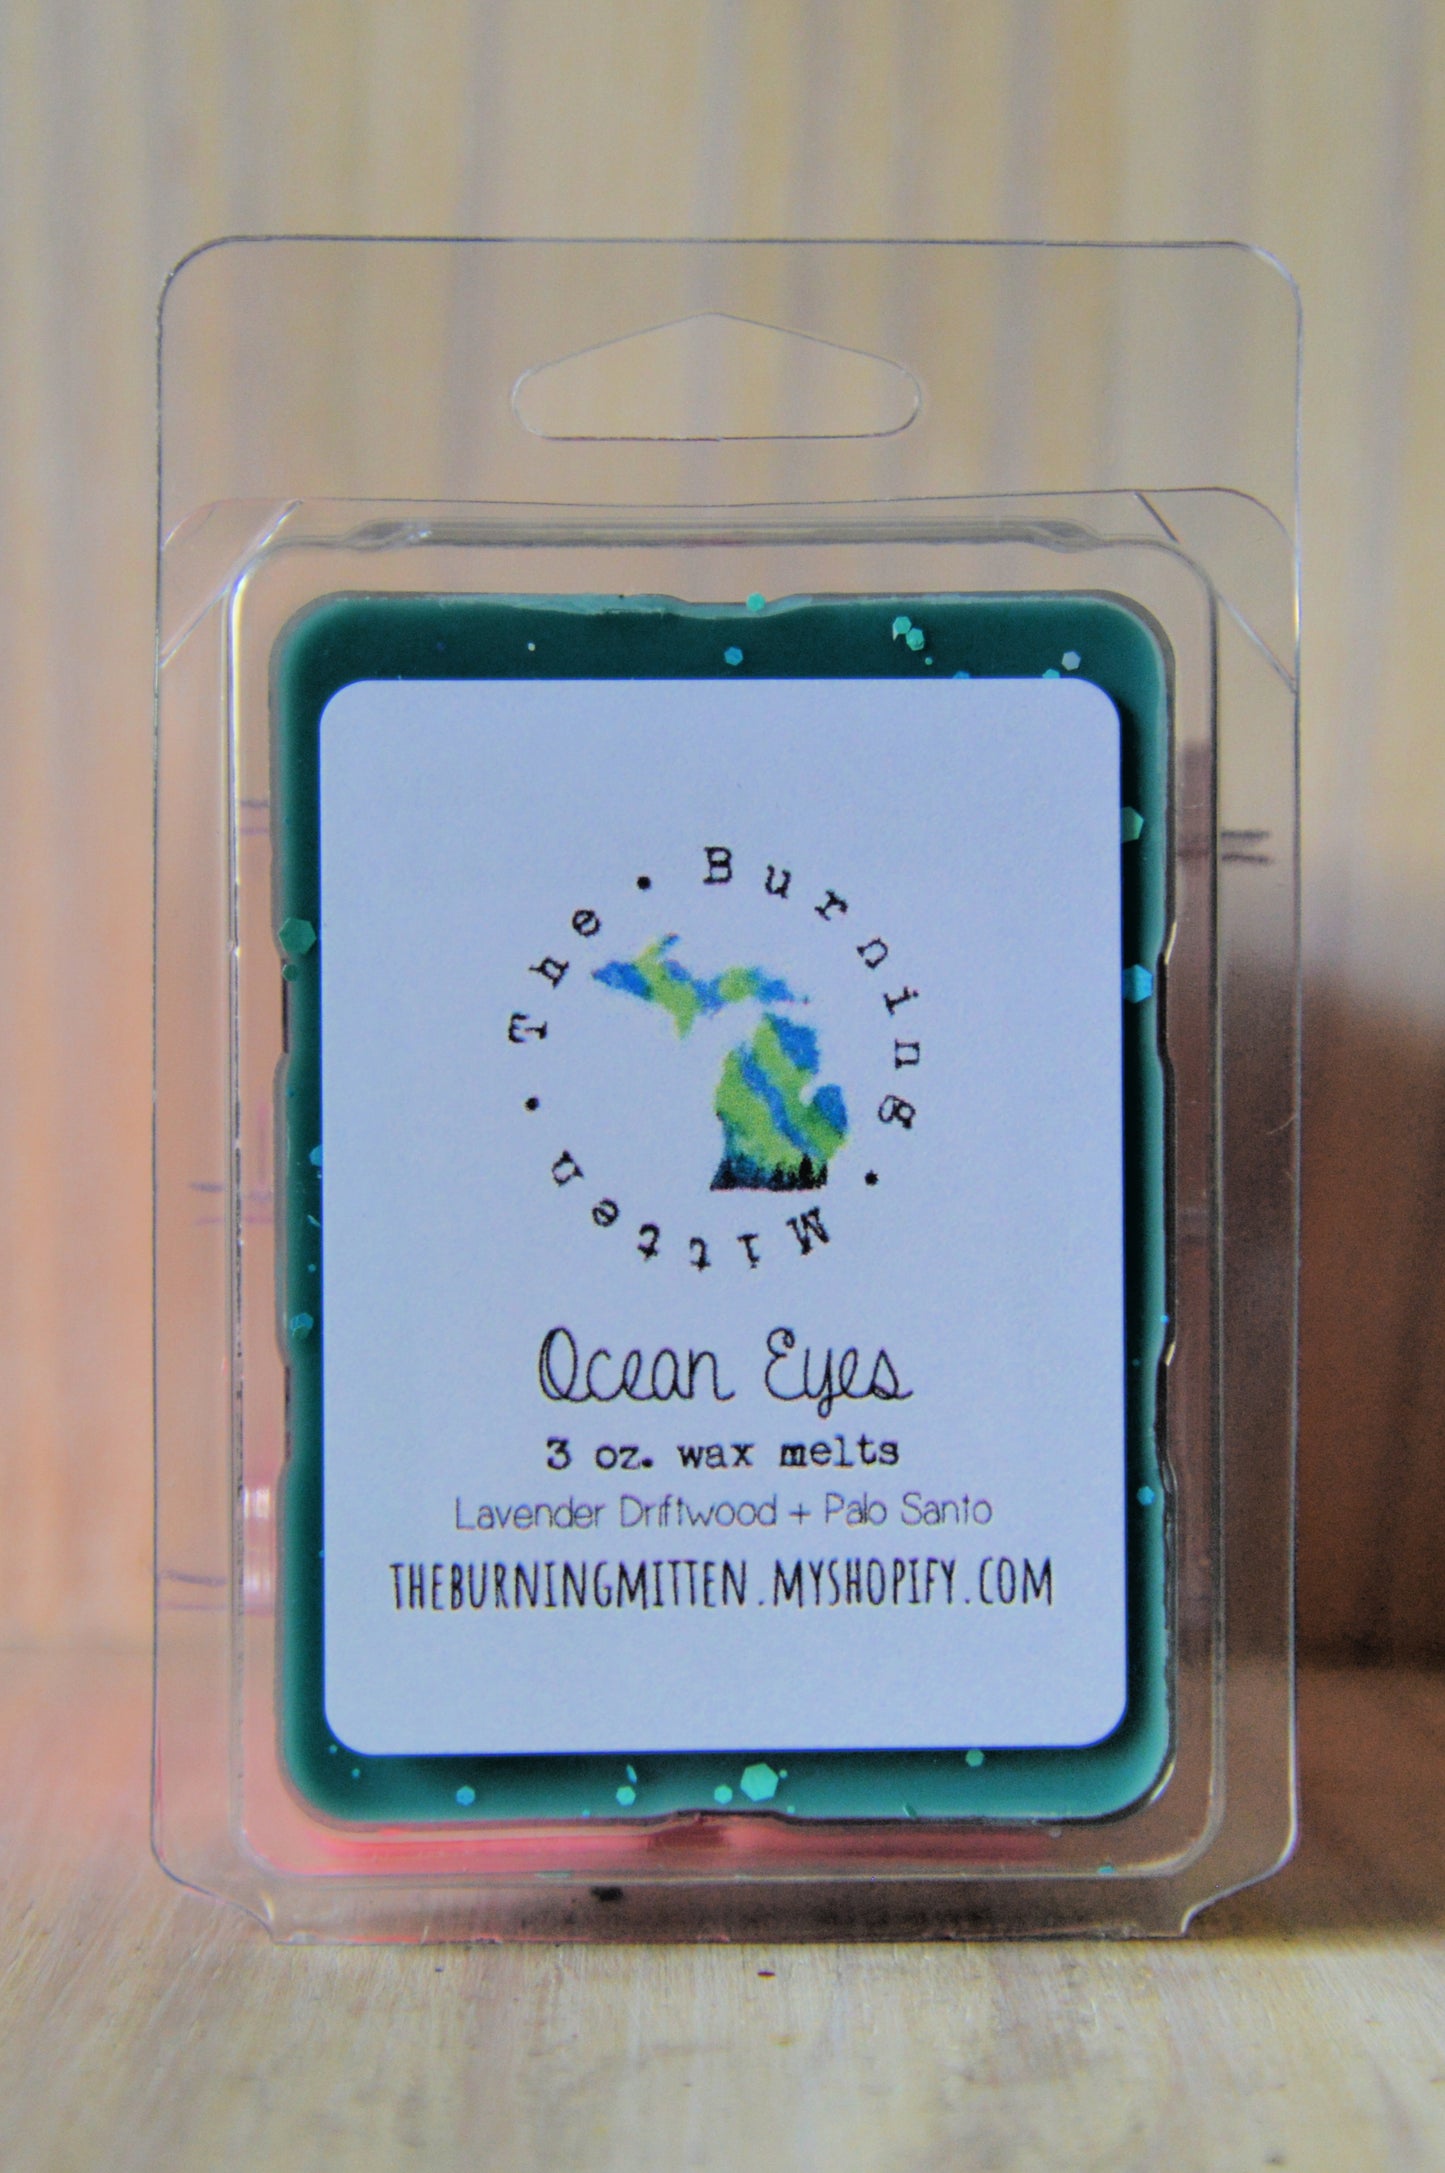 The • Burning • Mitten •
Ocean Eyes
3 oz. wax melts
Lavender Driftwood + Palo Santo
THEBURNINGMITTEN.MYSHOPIFY.COM